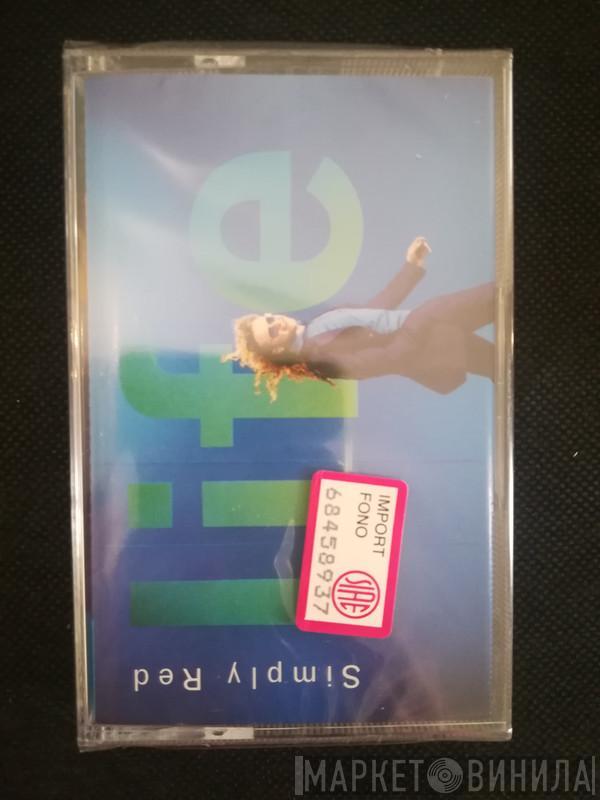 life
Simply Red
IMPORT
FONO
SIAE
68458937
МАРКЕТ ВИНИЛА